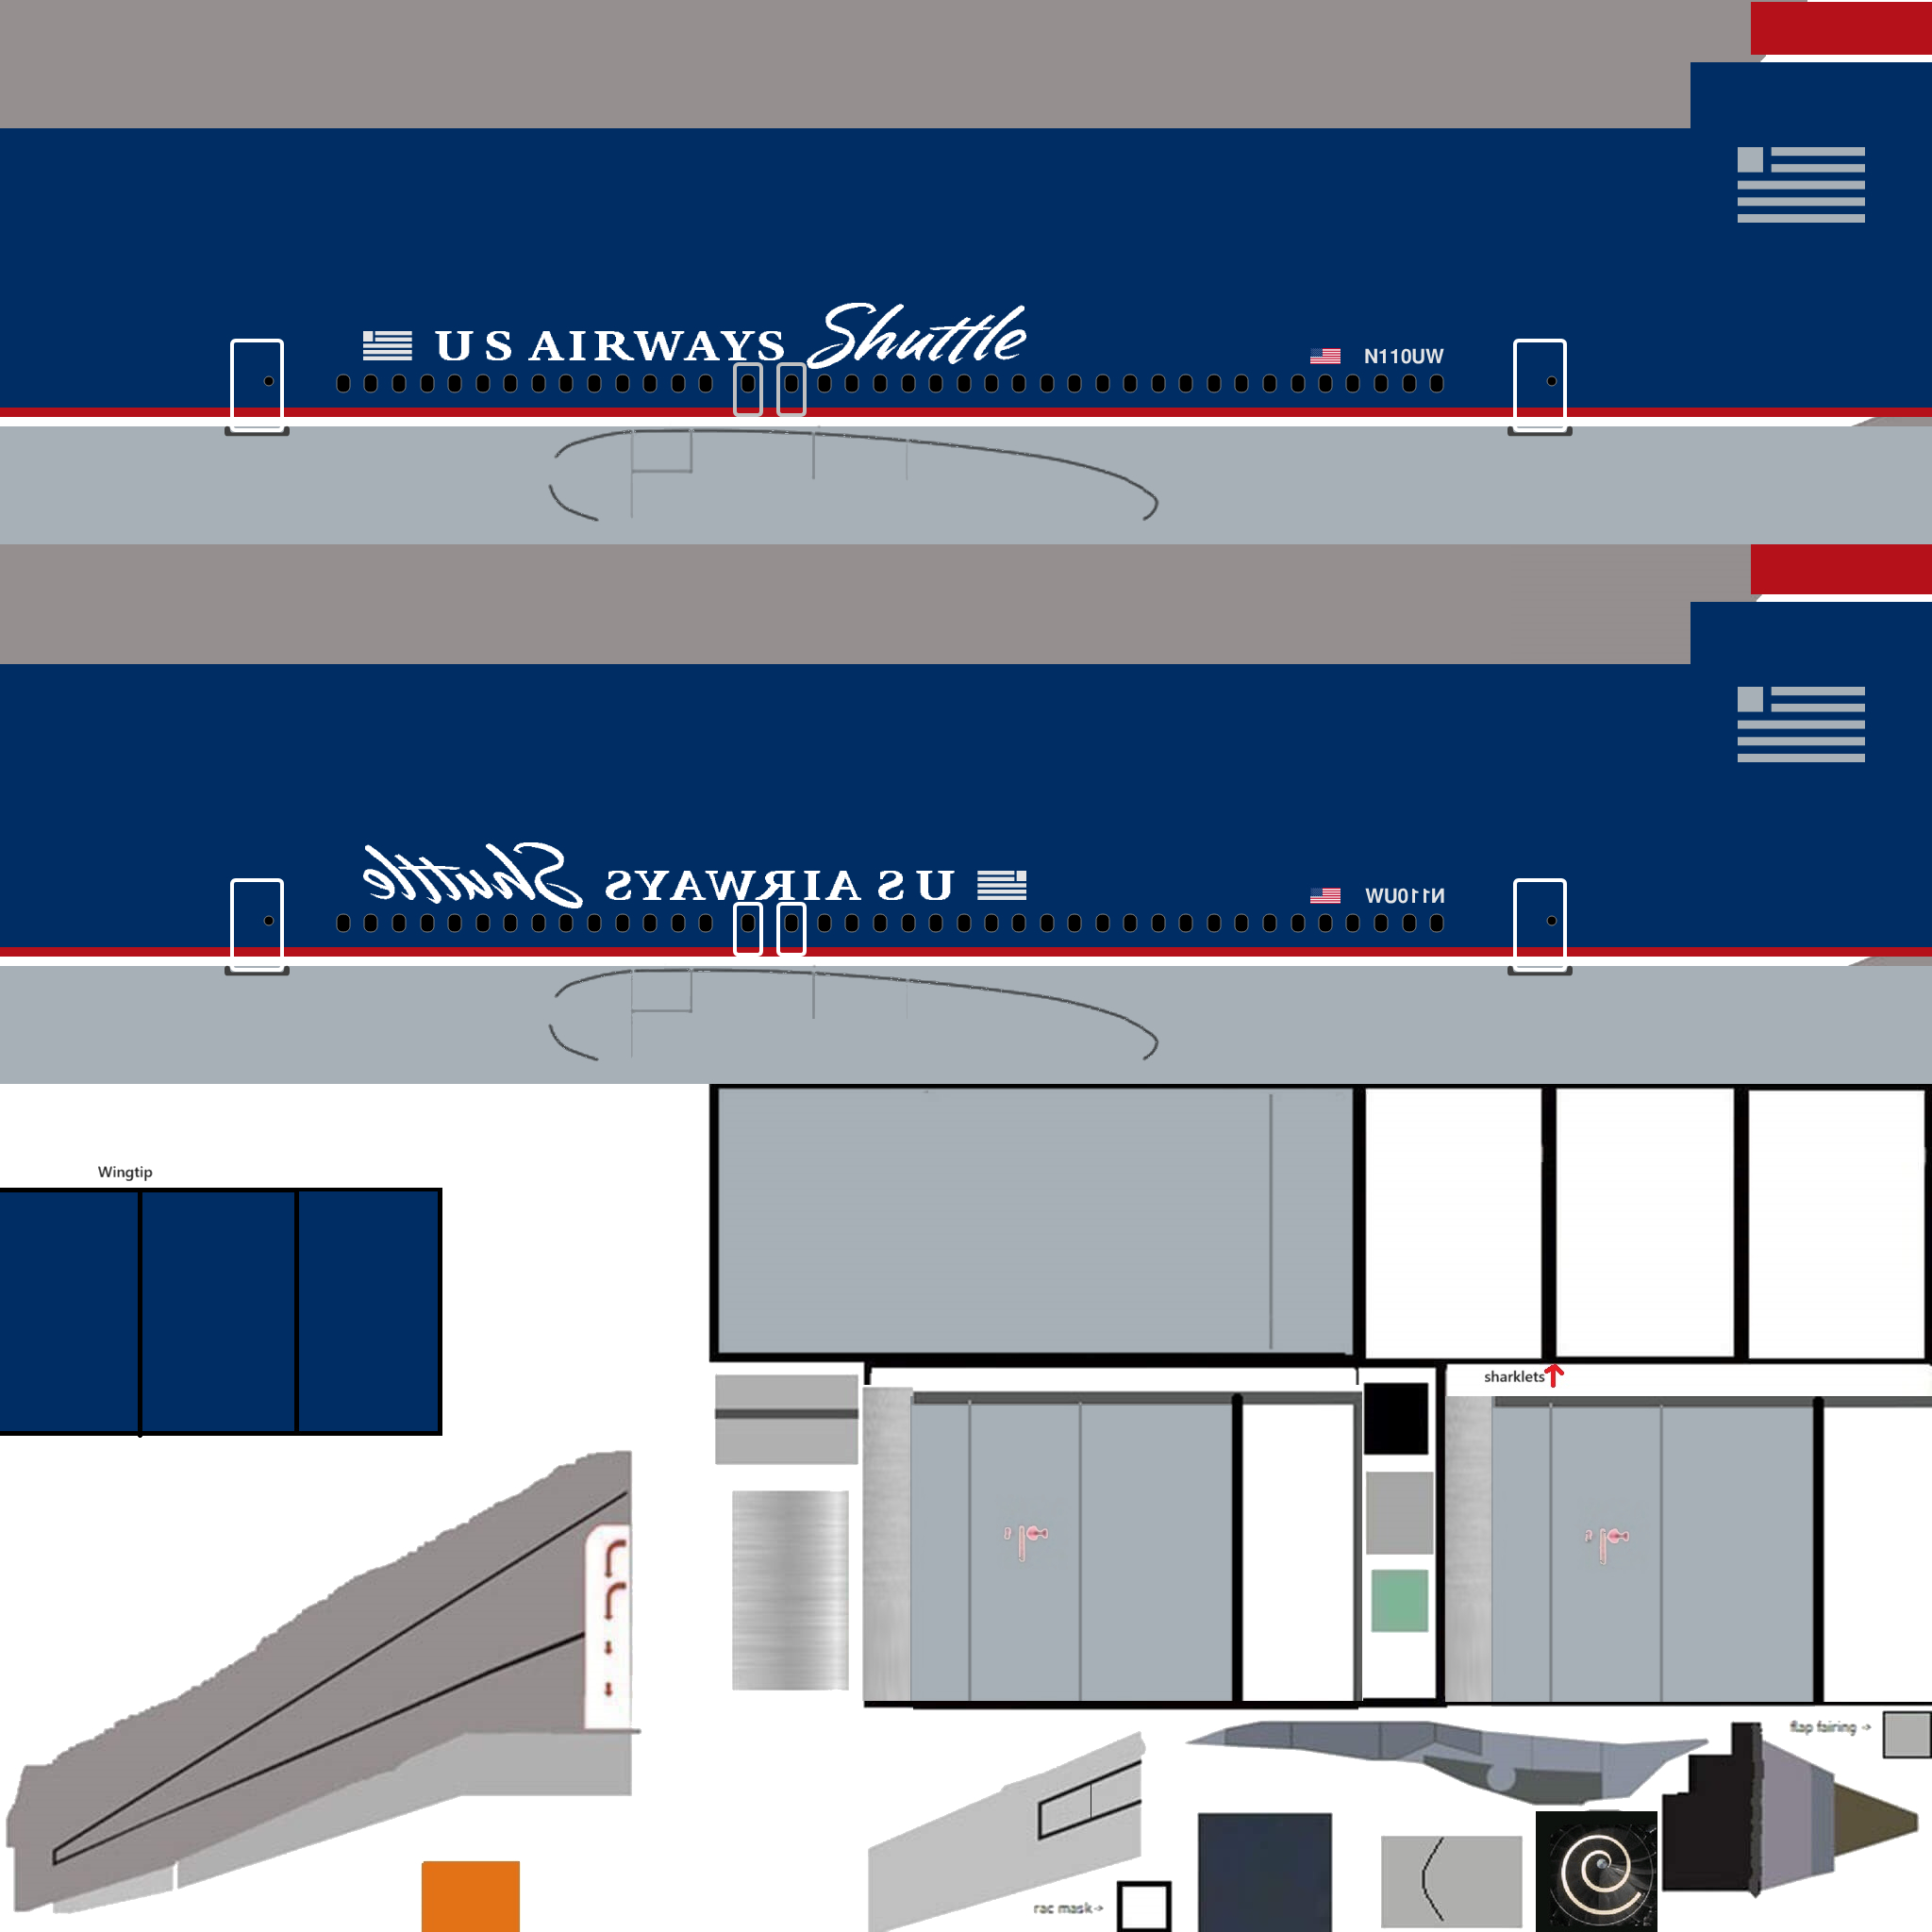 US AIRWAYS Shuttle
N110UW
US AIRWAYS Shuttle
N110UW
Wingtip
sharklets
flap fairing ->
rac mask->